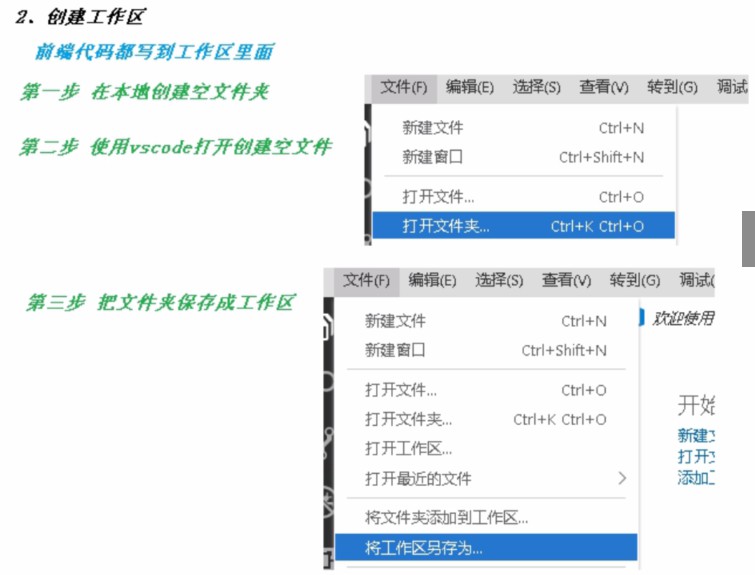 2、创建工作区
前端代码都写到工作区里面
第一步 在本地创建空文件夹
第二步 使用vscode打开创建空文件
文件(F) 编辑(E) 选择(S) 查看(V) 转到(G) 调试
新建文件 Ctrl+N
新建窗口 Ctrl+Shift+N
打开文件... Ctrl+O
打开文件夹... Ctrl+K Ctrl+O
第三步 把文件夹保存成工作区
文件(F) 编辑(E) 选择(S) 查看(V) 转到(G) 调试(
新建文件 Ctrl+N
欢迎使用
新建窗口 Ctrl+Shift+N
打开文件... Ctrl+O
打开文件夹... Ctrl+K Ctrl+O
开始
打开工作区...
新建
打开
打开最近的文件
添加
将文件夹添加到工作区...
将工作区另存为...